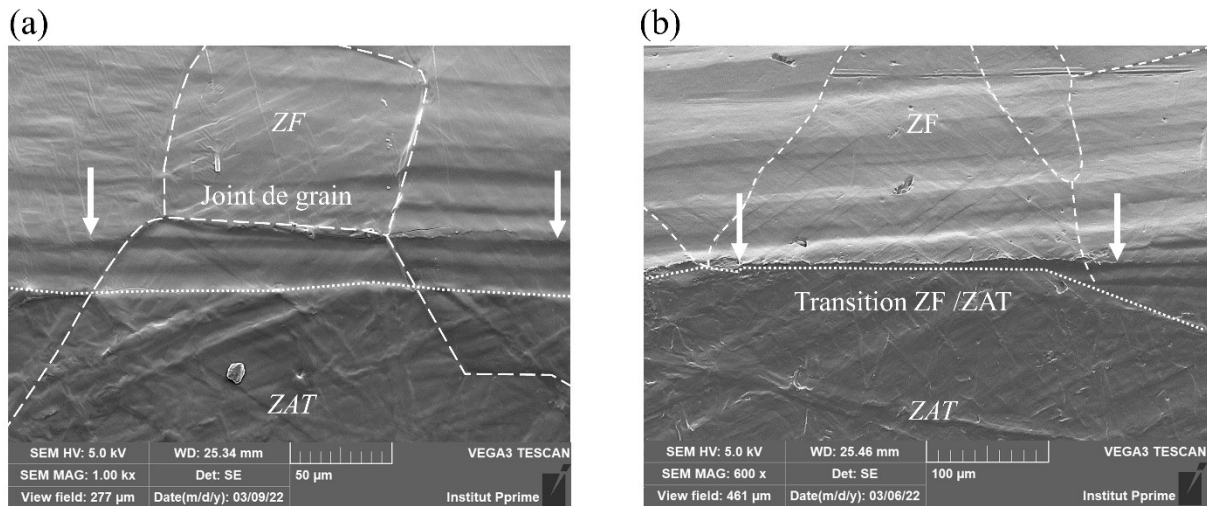 (a)
ZF
Joint de grain
ZAT
SEM HV: 5.0 kV
WD: 25.34 mm
VEGA3 TESCAN
SEM MAG: 1.00 kx
Det: SE
50 µm
View field: 277 µm
Date(m/d/y): 03/09/22
Institut Pprime
(b)
ZF
Transition ZF /ZAT
ZAT
SEM HV: 5.0 kV
WD: 25.46 mm
VEGA3 TESCAN
SEM MAG: 600 x
Det: SE
100 µm
View field: 461 µm
Date(m/d/y): 03/06/22
Institut Pprime